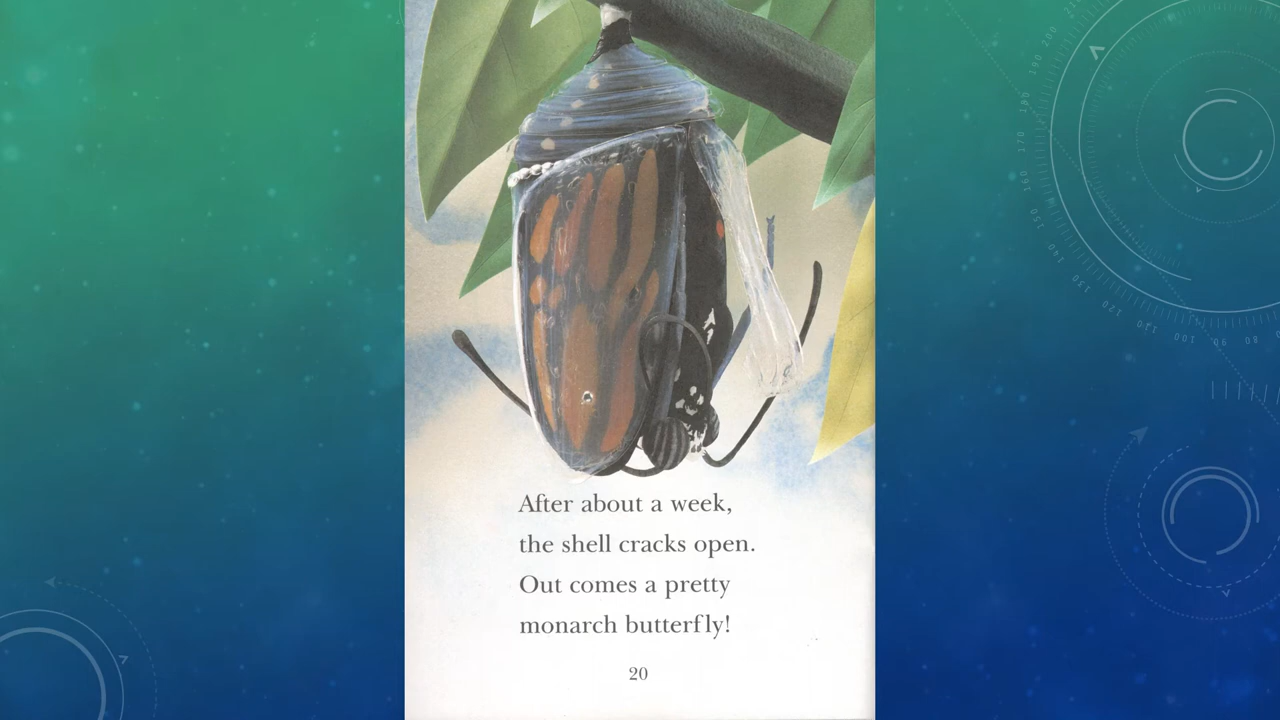 After about a week,
the shell cracks open.
Out comes a pretty
monarch butterfly!
20